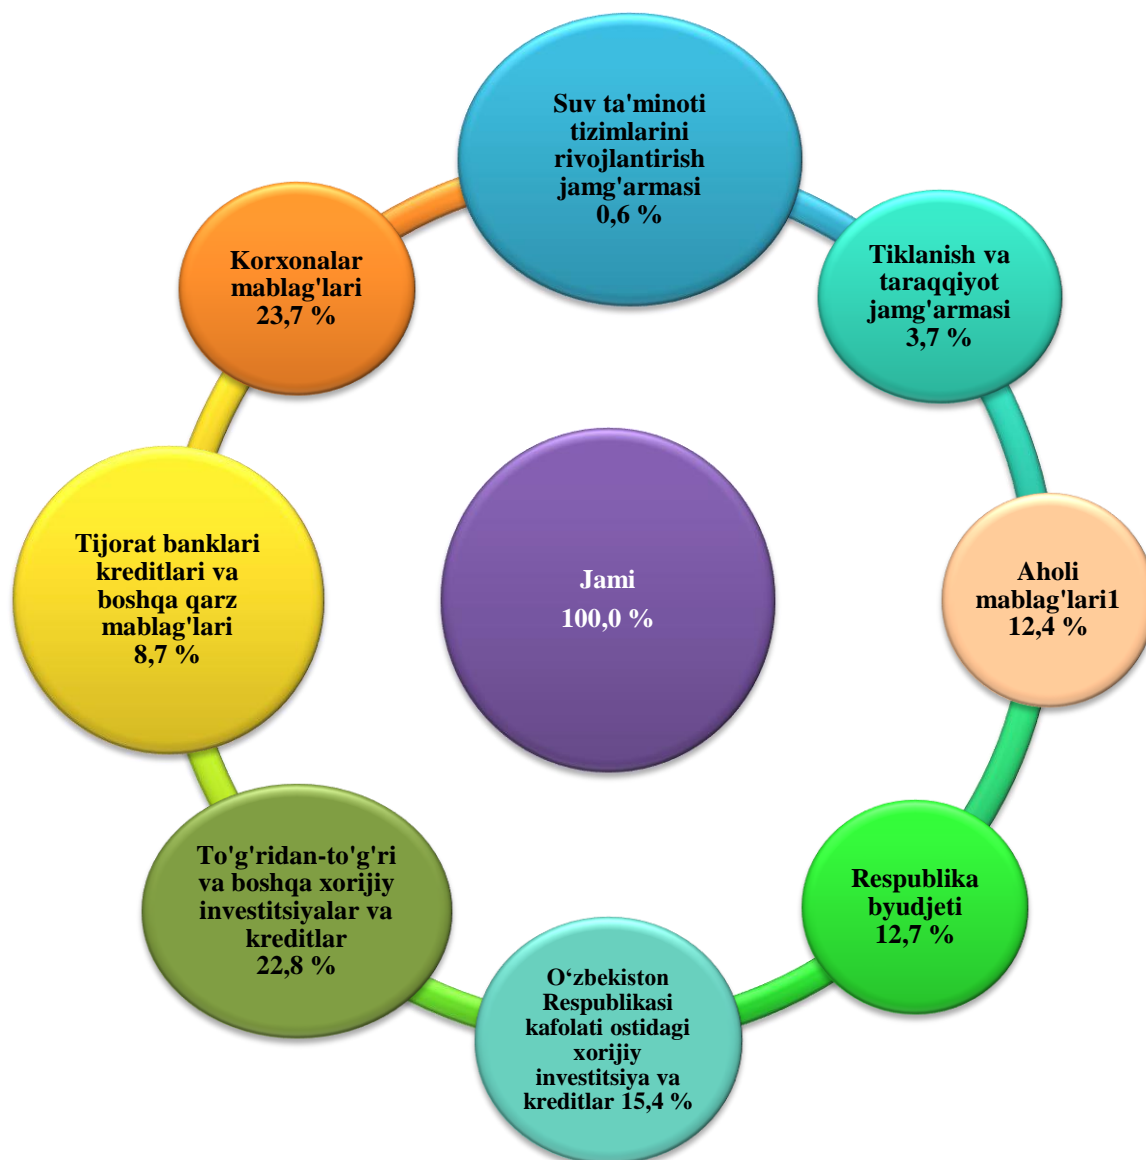 Suv ta'minoti
tizimlarini
rivojlantirish
jamg'armasi
0,6 %
Tiklanish va
taraqqiyot
jamg'armasi
3,7 %
Aholi
mablag'lari1
12,4 %
Respublika
byudjeti
12,7 %
O‘zbekiston
Respublikasi
kafolati ostidagi
xorijiy
investitsiya va
kreditlar 15,4 %
To'g'ridan-to'g'ri
va boshqa xorijiy
investitsiyalar va
kreditlar
22,8 %
Tijorat banklari
kreditlari va
boshqa qarz
mablag'lari
8,7 %
Korxonalar
mablag'lari
23,7 %
Jami
100,0 %